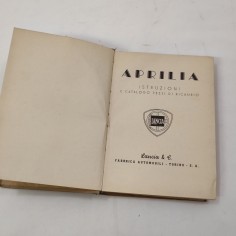 APRILIA
ISTRUZIONI
E CATALOGO PEZZI DI RICAMBIO
LANCIA
Lancia & C.
FABBRICA AUTOMOBILI - TORINO - S. A.